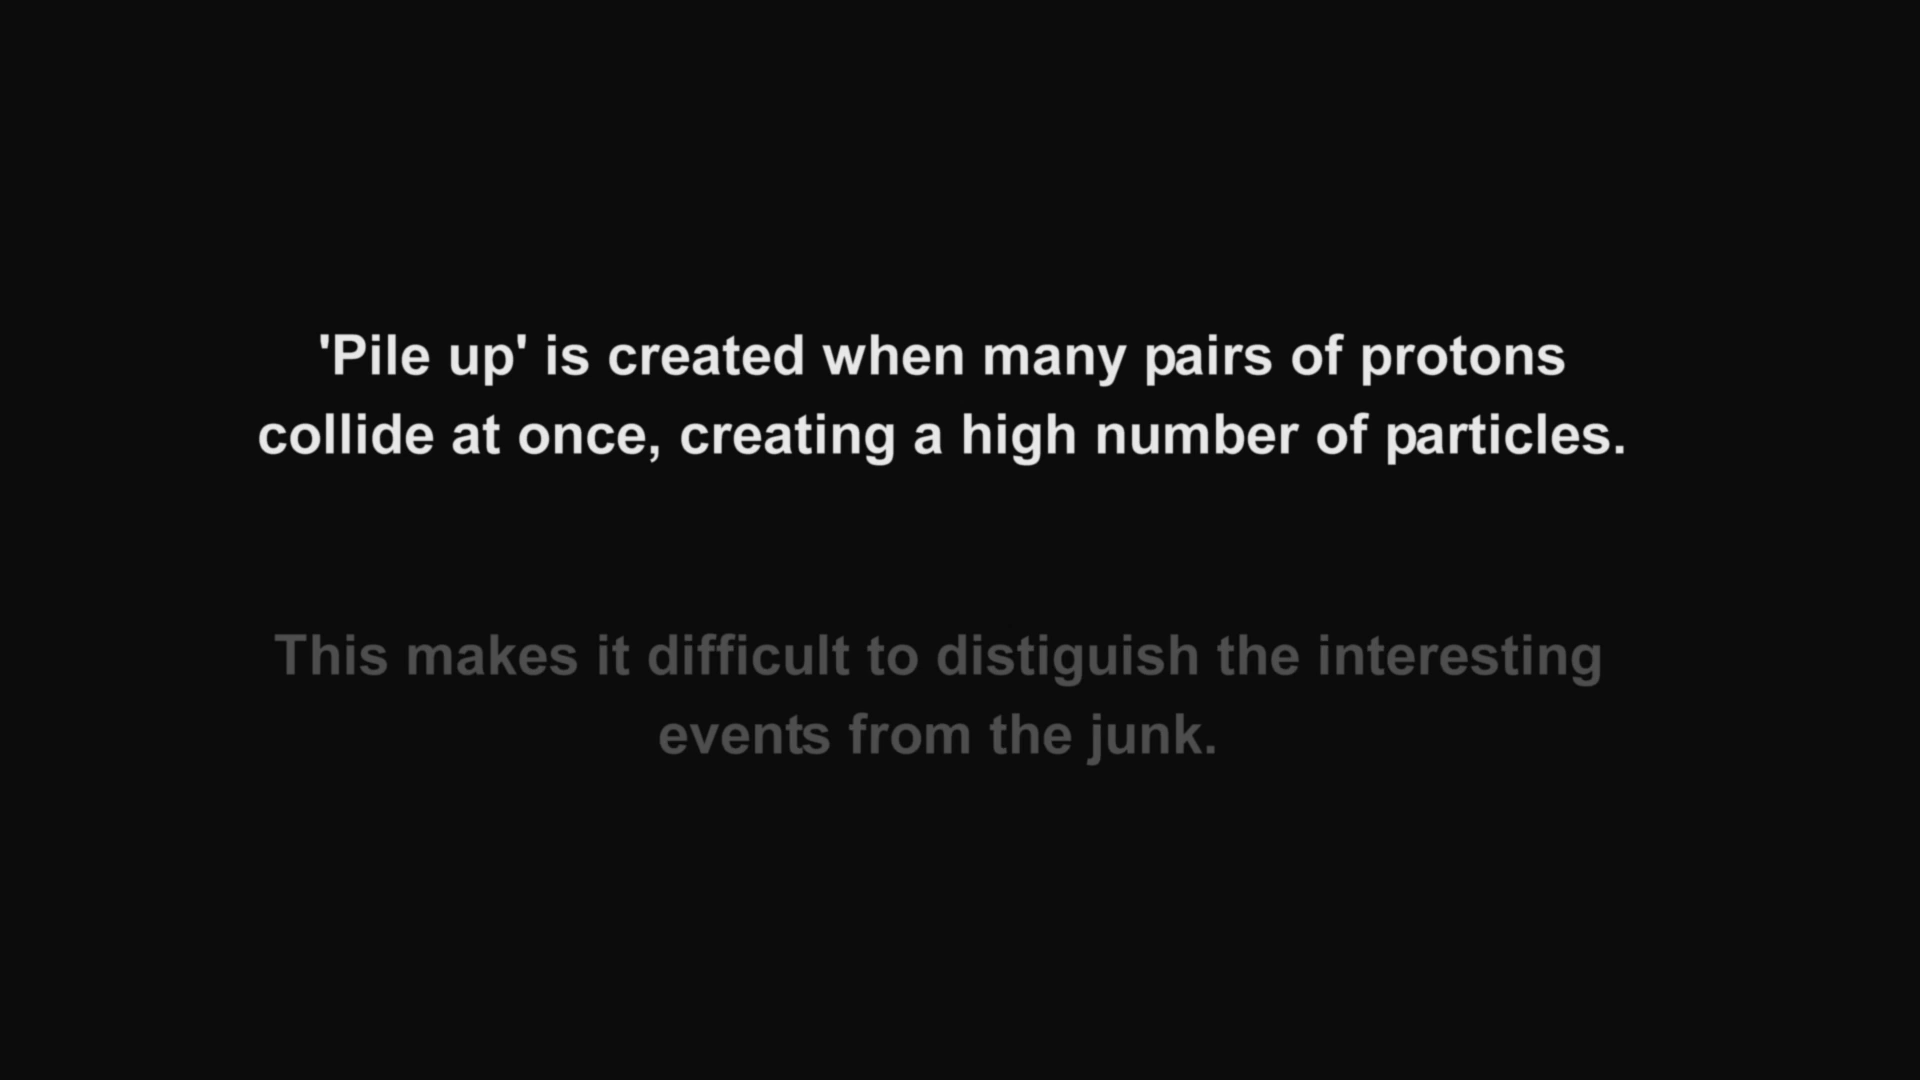 'Pile up' is created when many pairs of protons
collide at once, creating a high number of particles.
This makes it difficult to distiguish the interesting
events from the junk.